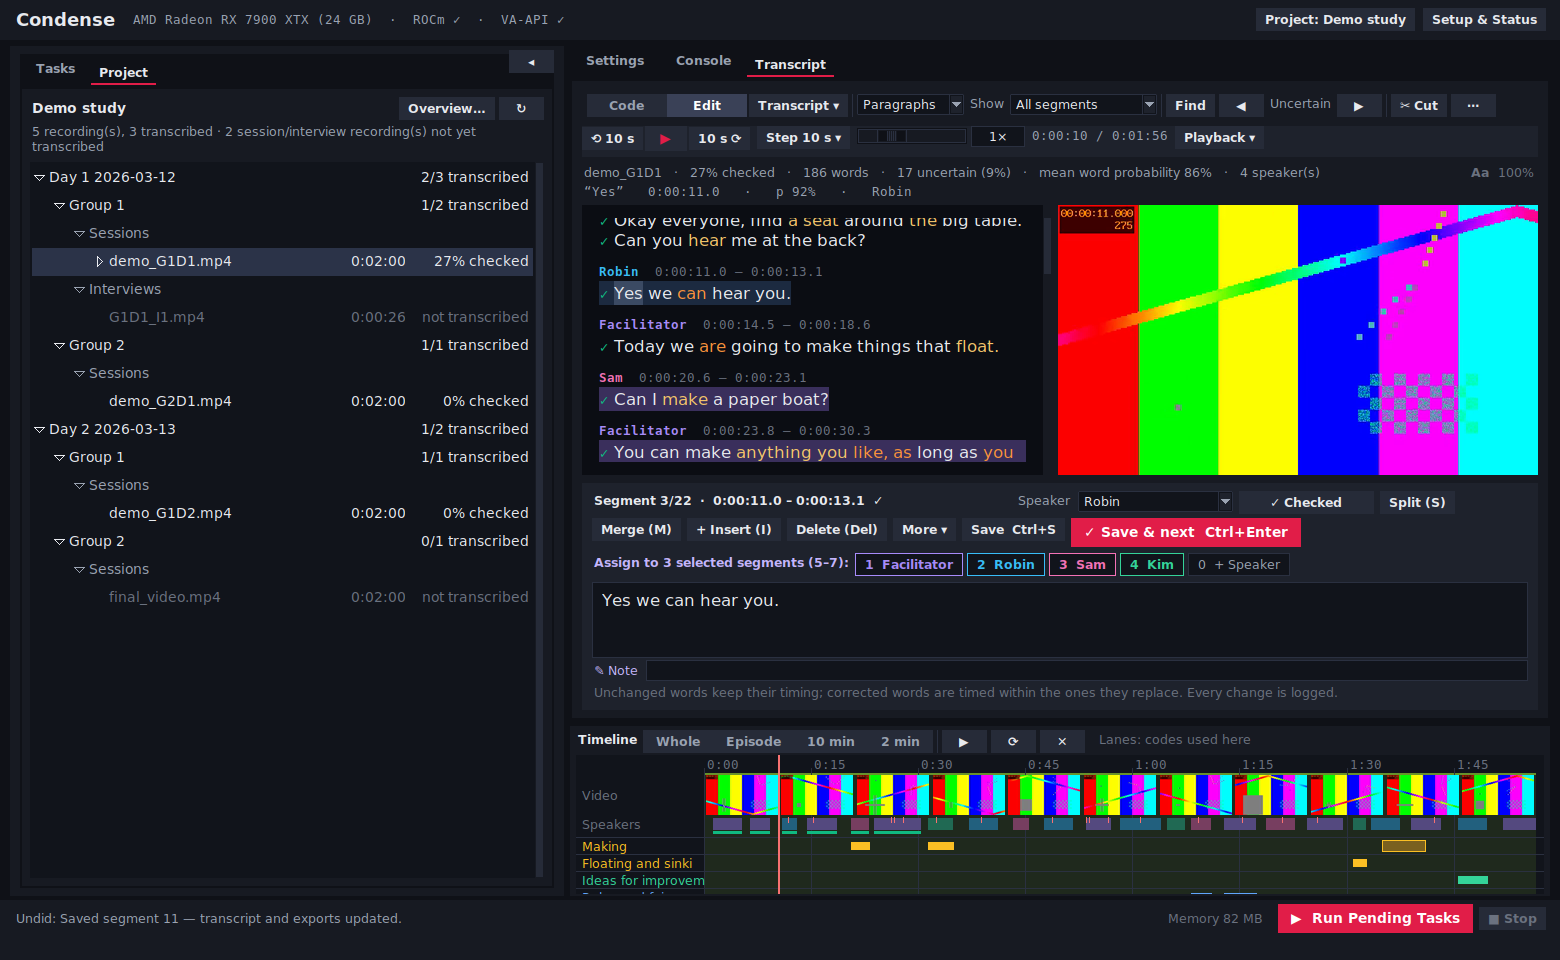 Condense AMD Radeon RX 7900 XTX (24 GB) · ROCm ✓ · VA-API ✓ Project: Demo study Setup & Status
Tasks Project ◂
Demo study Overview... ↻
5 recording(s), 3 transcribed · 2 session/interview recording(s) not yet
transcribed
Day 1 2026-03-12 2/3 transcribed
Group 1 1/2 transcribed
Sessions
demo_G1D1.mp4 0:02:00 27% checked
Interviews
G1D1_I1.mp4 0:00:26 not transcribed
Group 2 1/1 transcribed
Sessions
demo_G2D1.mp4 0:02:00 0% checked
Day 2 2026-03-13 1/2 transcribed
Group 1 1/1 transcribed
Sessions
demo_G1D2.mp4 0:02:00 0% checked
Group 2 0/1 transcribed
Sessions
final_video.mp4 0:02:00 not transcribed
Settings Console Transcript
Code Edit Transcript ▾ Paragraphs Show All segments Find ◀ Uncertain ▶ ✂ Cut ⋯
⟲ 10 s ▶ 10 s ⟳ Step 10 s ▾ 1× 0:00:10 / 0:01:56 Playback ▾
demo_G1D1 · 27% checked · 186 words · 17 uncertain (9%) · mean word probability 86% · 4 speaker(s) Aa 100%
“Yes” 0:00:11.0 · p 92% · Robin
✓ Okay everyone, find a seat around the big table.
✓ Can you hear me at the back?
Robin 0:00:11.0 – 0:00:13.1
✓ Yes we can hear you.
Facilitator 0:00:14.5 – 0:00:18.6
✓ Today we are going to make things that float.
Sam 0:00:20.6 – 0:00:23.1
✓ Can I make a paper boat?
Facilitator 0:00:23.8 – 0:00:30.3
✓ You can make anything you like, as long as you
00:00:11.000
275
Segment 3/22 · 0:00:11.0 – 0:00:13.1 ✓ Speaker Robin ✓ Checked Split (S)
Merge (M) + Insert (I) Delete (Del) More ▾ Save Ctrl+S ✓ Save & next Ctrl+Enter
Assign to 3 selected segments (5–7): 1 Facilitator 2 Robin 3 Sam 4 Kim 0 + Speaker
Yes we can hear you.
✎ Note
Unchanged words keep their timing; corrected words are timed within the ones they replace. Every change is logged.
Timeline Whole Episode 10 min 2 min ▶ ⟳ ✕ Lanes: codes used here
0:00 0:15 0:30 0:45 1:00 1:15 1:30 1:45
Video
Speakers
Making
Floating and sinki
Ideas for improvem
Undid: Saved segment 11 — transcript and exports updated. Memory 82 MB ▶ Run Pending Tasks ■ Stop